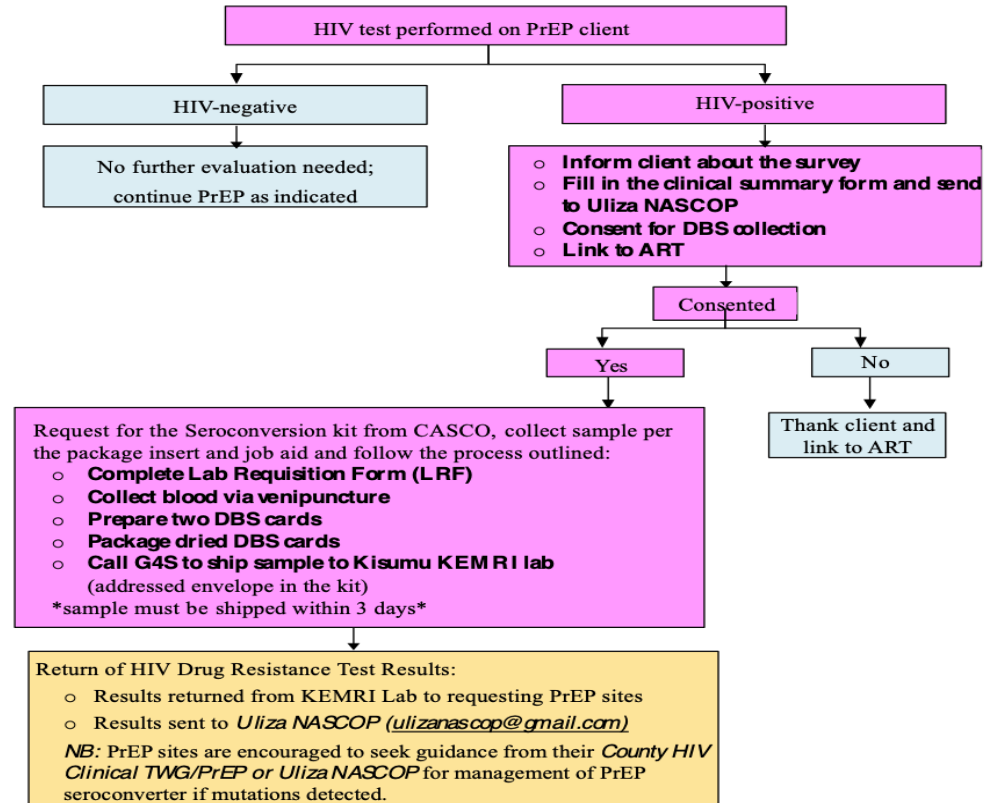 HIV test performed on PrEP client
HIV-negative
HIV-positive
No further evaluation needed;
continue PrEP as indicated
o Inform client about the survey
o Fill in the clinical summary form and send
to Uliza NASCOP
o Consent for DBS collection
o Link to ART
Consented
Yes
No
Thank client and
link to ART
Request for the Seroconversion kit from CASCO, collect sample per
the package insert and job aid and follow the process outlined:
o Complete Lab Requisition Form (LRF)
o Collect blood via venipuncture
o Prepare two DBS cards
o Package dried DBS cards
o Call G4S to ship sample to Kisumu KEMRI lab
(addressed envelope in the kit)
*sample must be shipped within 3 days*
Return of HIV Drug Resistance Test Results:
o Results returned from KEMRI Lab to requesting PrEP sites
o Results sent to Uliza NASCOP (ulizanascop@gmail.com)
NB: PrEP sites are encouraged to seek guidance from their County HIV
Clinical TWG/PrEP or Uliza NASCOP for management of PrEP
seroconverter if mutations detected.